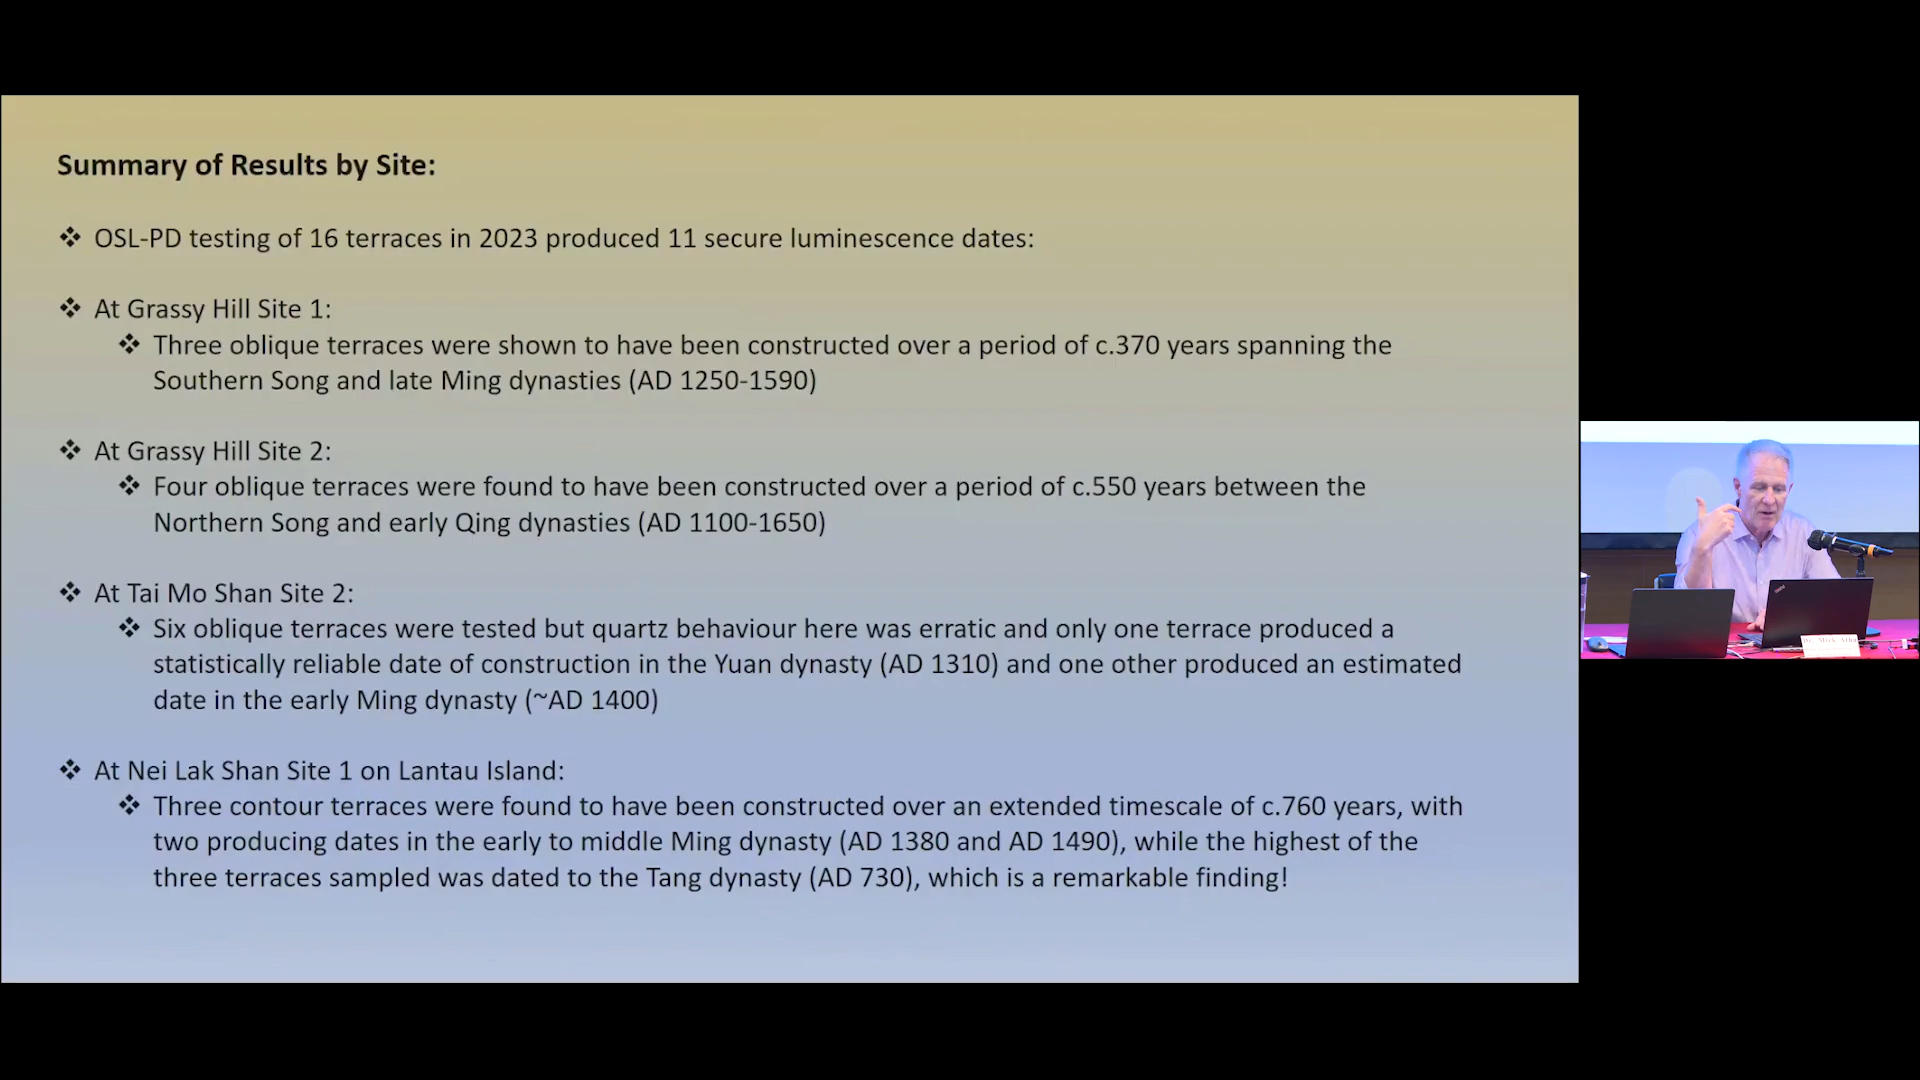 Summary of Results by Site:
❖ OSL-PD testing of 16 terraces in 2023 produced 11 secure luminescence dates:
❖ At Grassy Hill Site 1:
❖ Three oblique terraces were shown to have been constructed over a period of c.370 years spanning the
Southern Song and late Ming dynasties (AD 1250-1590)
❖ At Grassy Hill Site 2:
❖ Four oblique terraces were found to have been constructed over a period of c.550 years between the
Northern Song and early Qing dynasties (AD 1100-1650)
❖ At Tai Mo Shan Site 2:
❖ Six oblique terraces were tested but quartz behaviour here was erratic and only one terrace produced a
statistically reliable date of construction in the Yuan dynasty (AD 1310) and one other produced an estimated
date in the early Ming dynasty (~AD 1400)
❖ At Nei Lak Shan Site 1 on Lantau Island:
❖ Three contour terraces were found to have been constructed over an extended timescale of c.760 years, with
two producing dates in the early to middle Ming dynasty (AD 1380 and AD 1490), while the highest of the
three terraces sampled was dated to the Tang dynasty (AD 730), which is a remarkable finding!